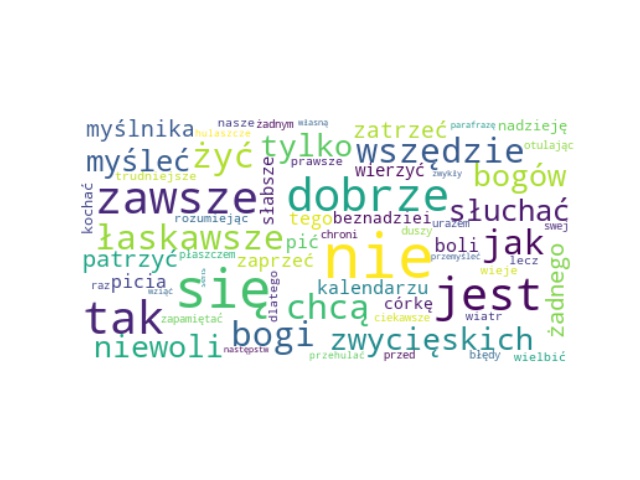 myślnika
nasze
żadnym
własną
hulaszcze
zatrzeć
parafrazę
nadzieję
tylko
wszędzie
otulając
myśleć
żyć
prawsze
wierzyć
zwykły
bogów
trudniejsze
słabsze
zawsze
dobrze
kochać
rozumiejąc
tego
beznadziei
urazem
słuchać
swej
łaskawsze
pić
chroni
duszy
nie
boli
jak
lecz
patrzyć
płaszczem
zaprzeć
przemyśleć
wieje
żadnego
raz
picia
wziąć
się
dlatego
chcą
kalendarzu
córkę
jest
tak
zapamiętać
bogi
ciekawsze
wiatr
zwycięskich
niewoli
następstw
przehulać
przed
błędy
wielbić